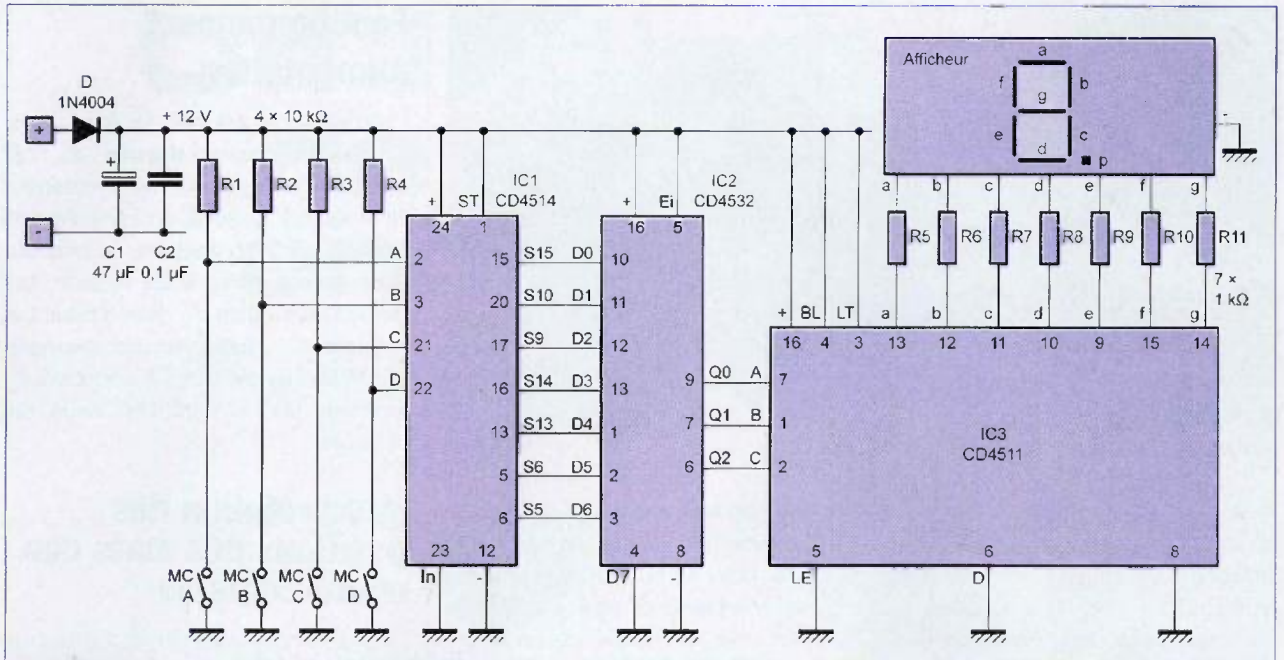 Afficheur
a
f b
g
e c
d
p
D
1N4004
+
+ 12 V 4 × 10 kΩ
R1 R2 R3 R4
-
C1
47 µF
C2
0,1 µF
IC1
CD4514
+ ST
24 1
A 2
B 3
C 21
D 22
15 S15 D0 10
20 S10 D1 11
17 S9 D2 12
16 S14 D3 13
13 S13 D4 1
5 S6 D5 2
6 S5 D6 3
23 12
In -
IC2
CD4532
+ Ei
16 5
9 Q0 A 7
7 Q1 B 1
6 Q2 C 2
4 8
D7 -
a b c d e f g
R5 R6 R7 R8 R9 R10 R11
7 ×
1 kΩ
+ BL LT a b c d e f g
16 4 3 13 12 11 10 9 15 14
IC3
CD4511
5 6 8
LE D -
MC MC MC MC
A B C D